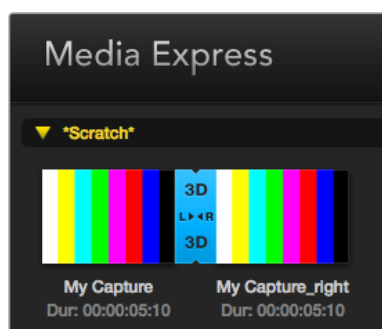 Media Express
*Scratch*
3D
L R
3D
My Capture
My Capture_right
Dur: 00:00:05:10
Dur: 00:00:05:10